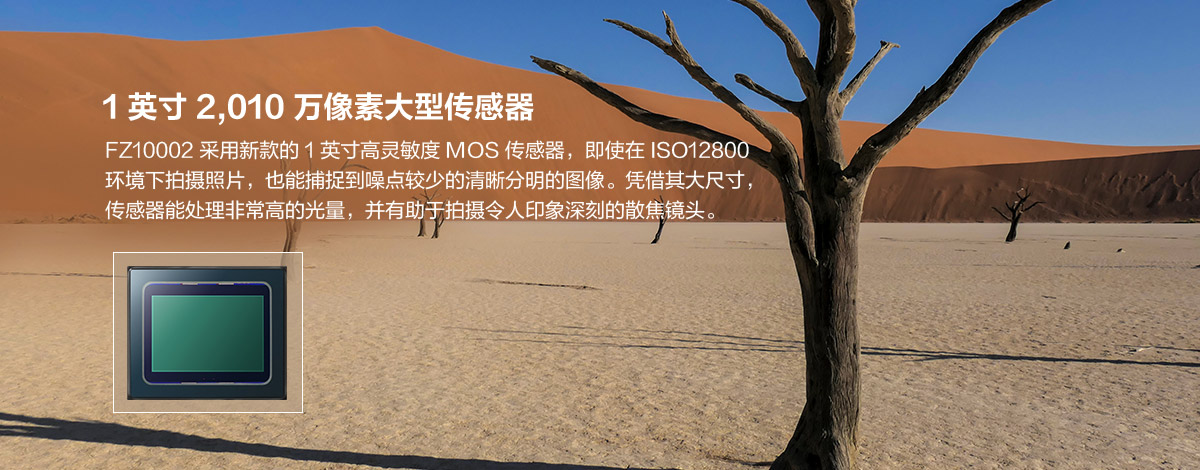 1 英寸 2,010 万像素大型传感器
FZ10002 采用新款的 1 英寸高灵敏度 MOS 传感器，即使在 ISO12800
环境下拍摄照片，也能捕捉到噪点较少的清晰分明的图像。凭借其大尺寸，
传感器能处理非常高的光量，并有助于拍摄令人印象深刻的散焦镜头。